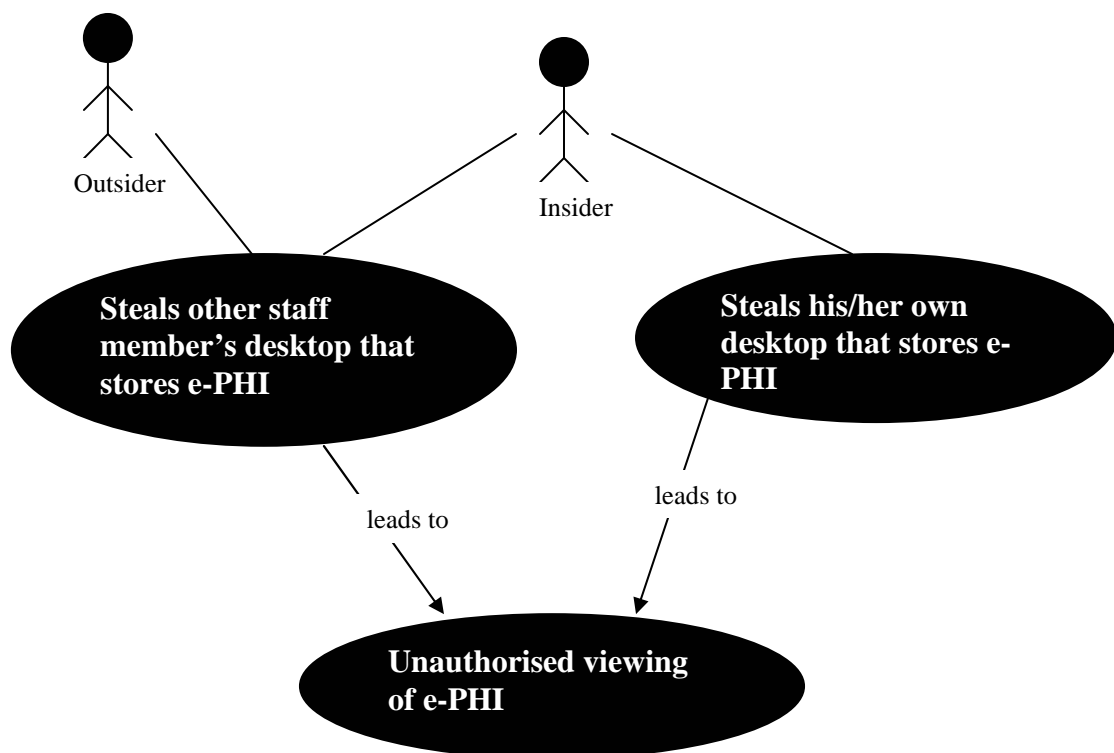 Outsider
Insider
Steals other staff
member’s desktop that
stores e-PHI
Steals his/her own
desktop that stores e-
PHI
leads to
leads to
Unauthorised viewing
of e-PHI